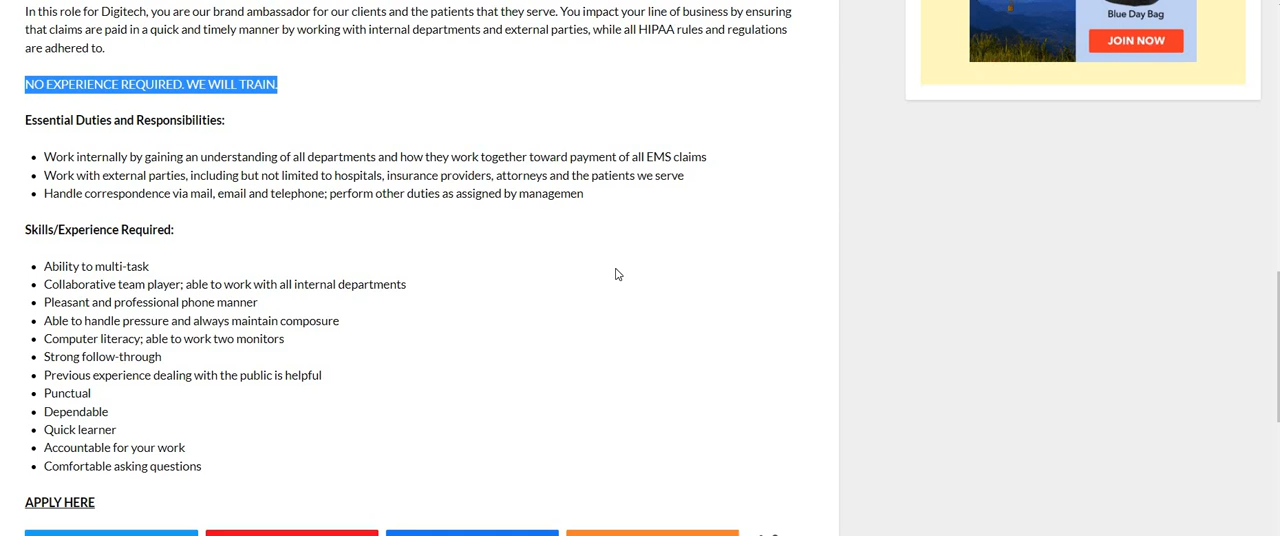 In this role for Digitech, you are our brand ambassador for our clients and the patients that they serve. You impact your line of business by ensuring
that claims are paid in a quick and timely manner by working with internal departments and external parties, while all HIPAA rules and regulations
are adhered to.
NO EXPERIENCE REQUIRED. WE WILL TRAIN.
Essential Duties and Responsibilities:
• Work internally by gaining an understanding of all departments and how they work together toward payment of all EMS claims
• Work with external parties, including but not limited to hospitals, insurance providers, attorneys and the patients we serve
• Handle correspondence via mail, email and telephone; perform other duties as assigned by managemen
Skills/Experience Required:
• Ability to multi-task
• Collaborative team player; able to work with all internal departments
• Pleasant and professional phone manner
• Able to handle pressure and always maintain composure
• Computer literacy; able to work two monitors
• Strong follow-through
• Previous experience dealing with the public is helpful
• Punctual
• Dependable
• Quick learner
• Accountable for your work
• Comfortable asking questions
APPLY HERE
Blue Day Bag
JOIN NOW